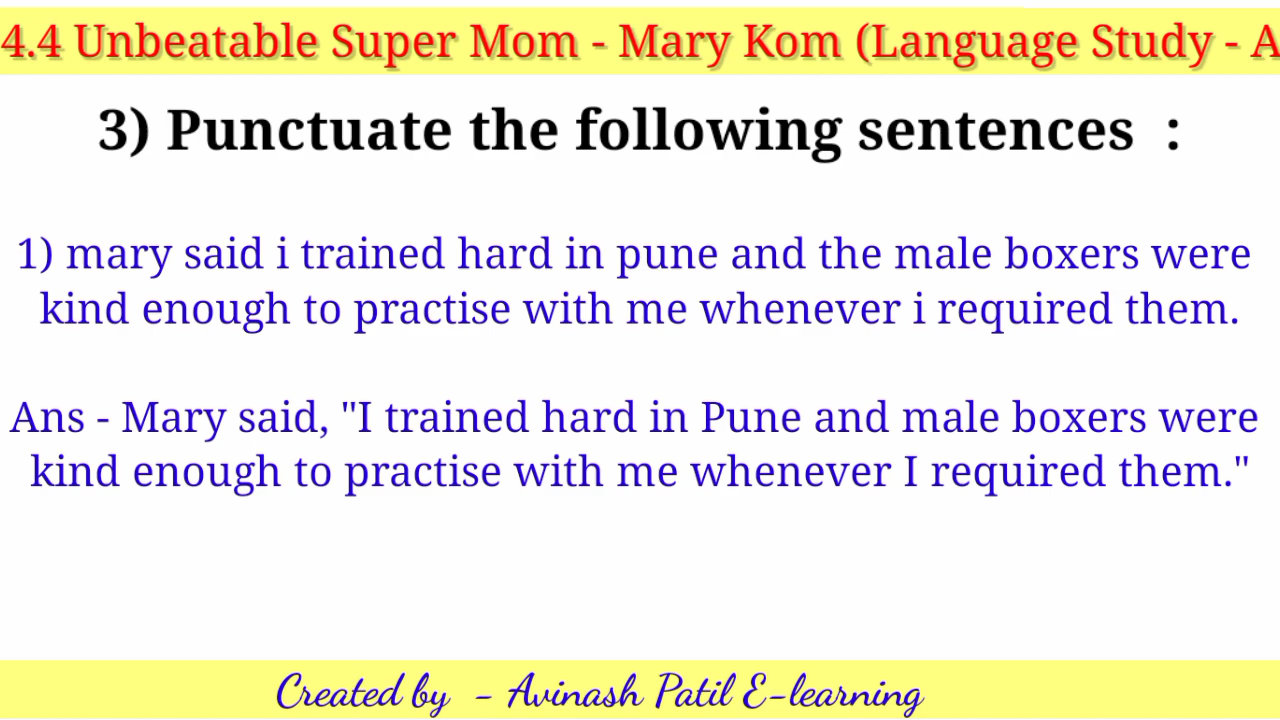 4.4 Unbeatable Super Mom - Mary Kom (Language Study - A
3) Punctuate the following sentences :
1) mary said i trained hard in pune and the male boxers were
kind enough to practise with me whenever i required them.
Ans - Mary said, "I trained hard in Pune and male boxers were
kind enough to practise with me whenever I required them."
Created by - Avinash Patil E-learning